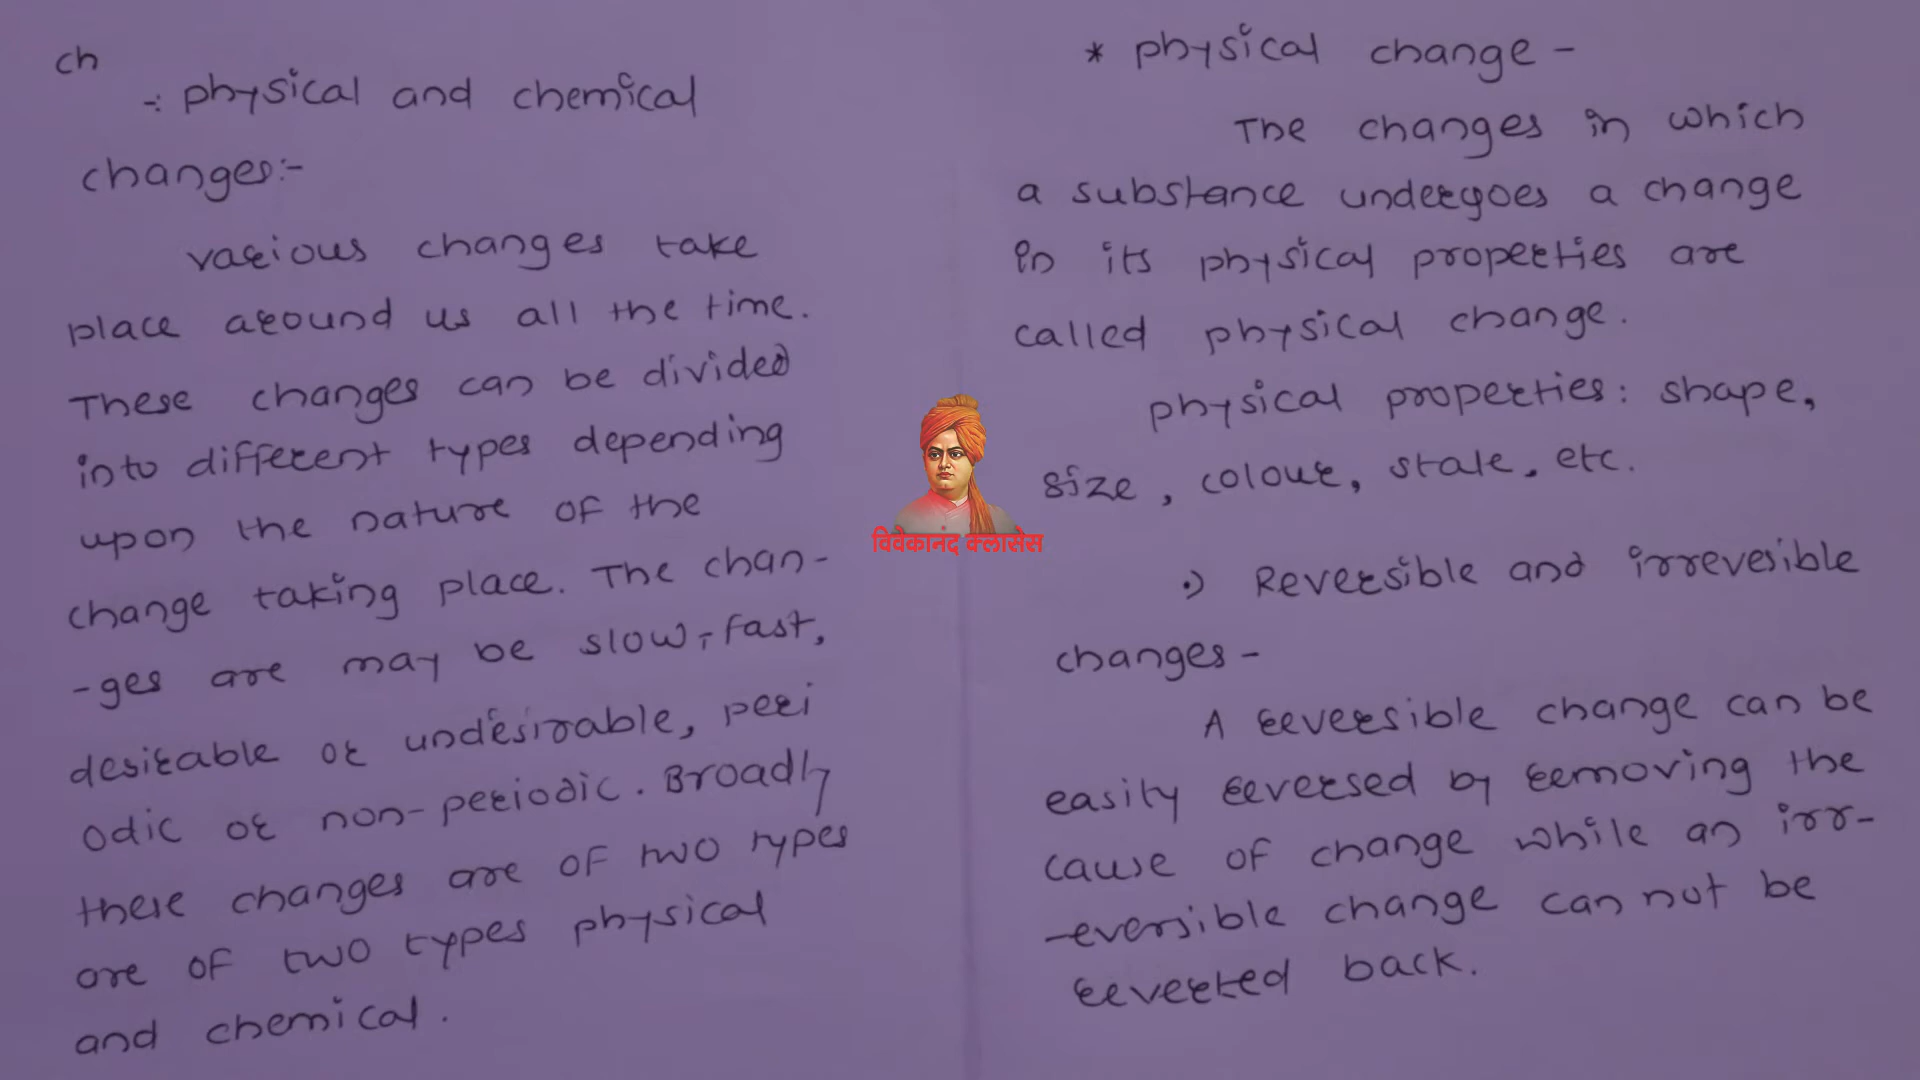 ch
-: physical and chemical
changes:-
various changes take
place around us all the time.
These changes can be divided
into different types depending
upon the nature of the
change taking place. The chan-
-ges are may be slow, fast,
desirable or undesirable, peri
odic or non-periodic. Broadly
these changes are of two types
are of two types physical
and chemical.
* physical change -
The changes in which
a substance undergoes a change
in its physical properties are
called physical change.
physical properties: shape,
size, colour, state, etc.
•) Reversible and irrevesible
changes -
A reversible change can be
easily reversed by removing the
cause of change while an irr-
-eversible change can not be
reverted back.
विवेकानंद क्लासेस